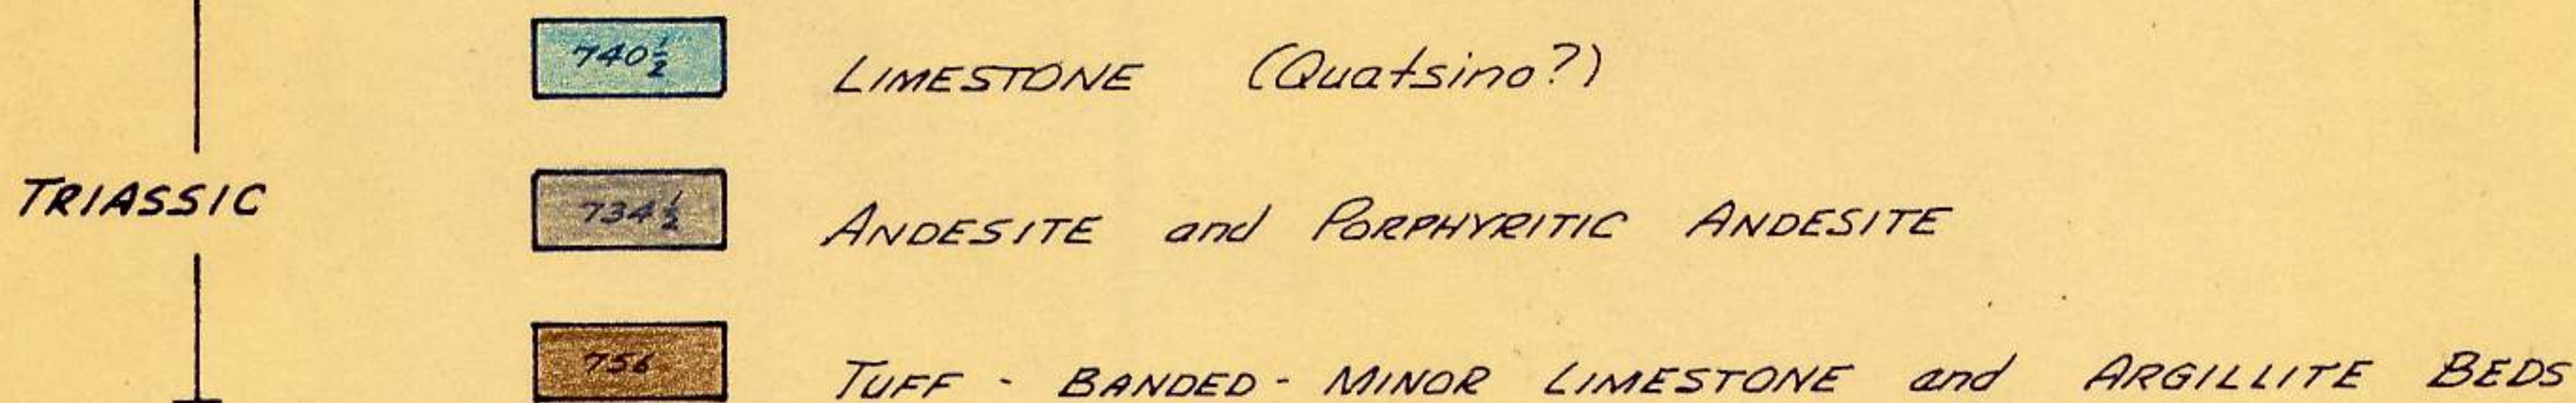 740½ LIMESTONE (Quatsino?)
TRIASSIC
734½ ANDESITE and PORPHYRITIC ANDESITE
756 TUFF - BANDED - MINOR LIMESTONE and ARGILLITE BEDS